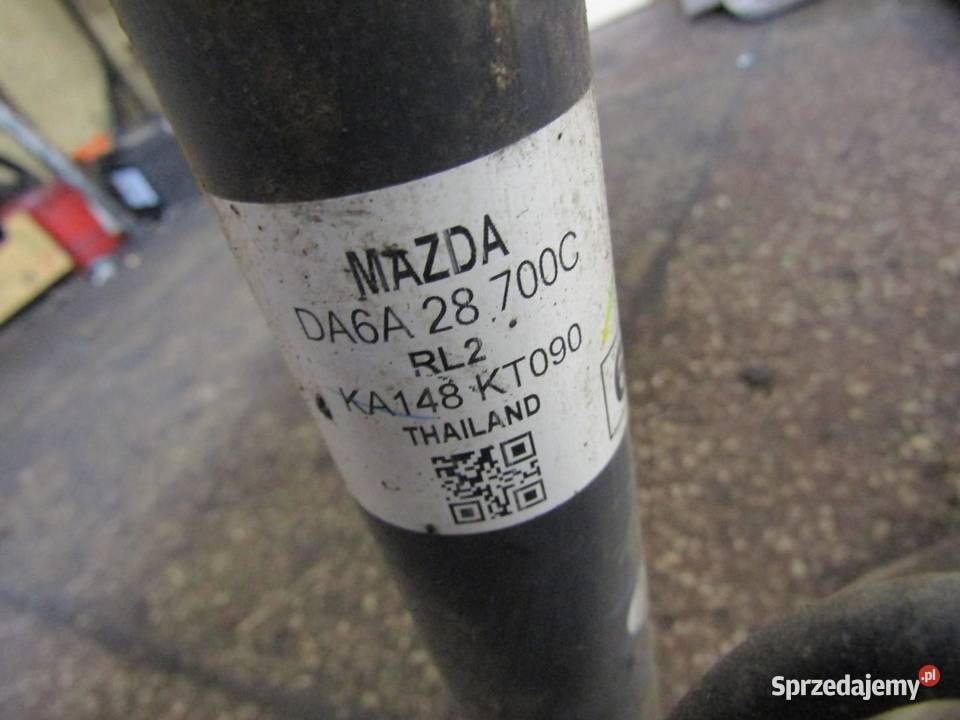 MAZDA
DA6A 28 700C
RL2
KA148 KT090
THAILAND
Sprzedajemy.pl